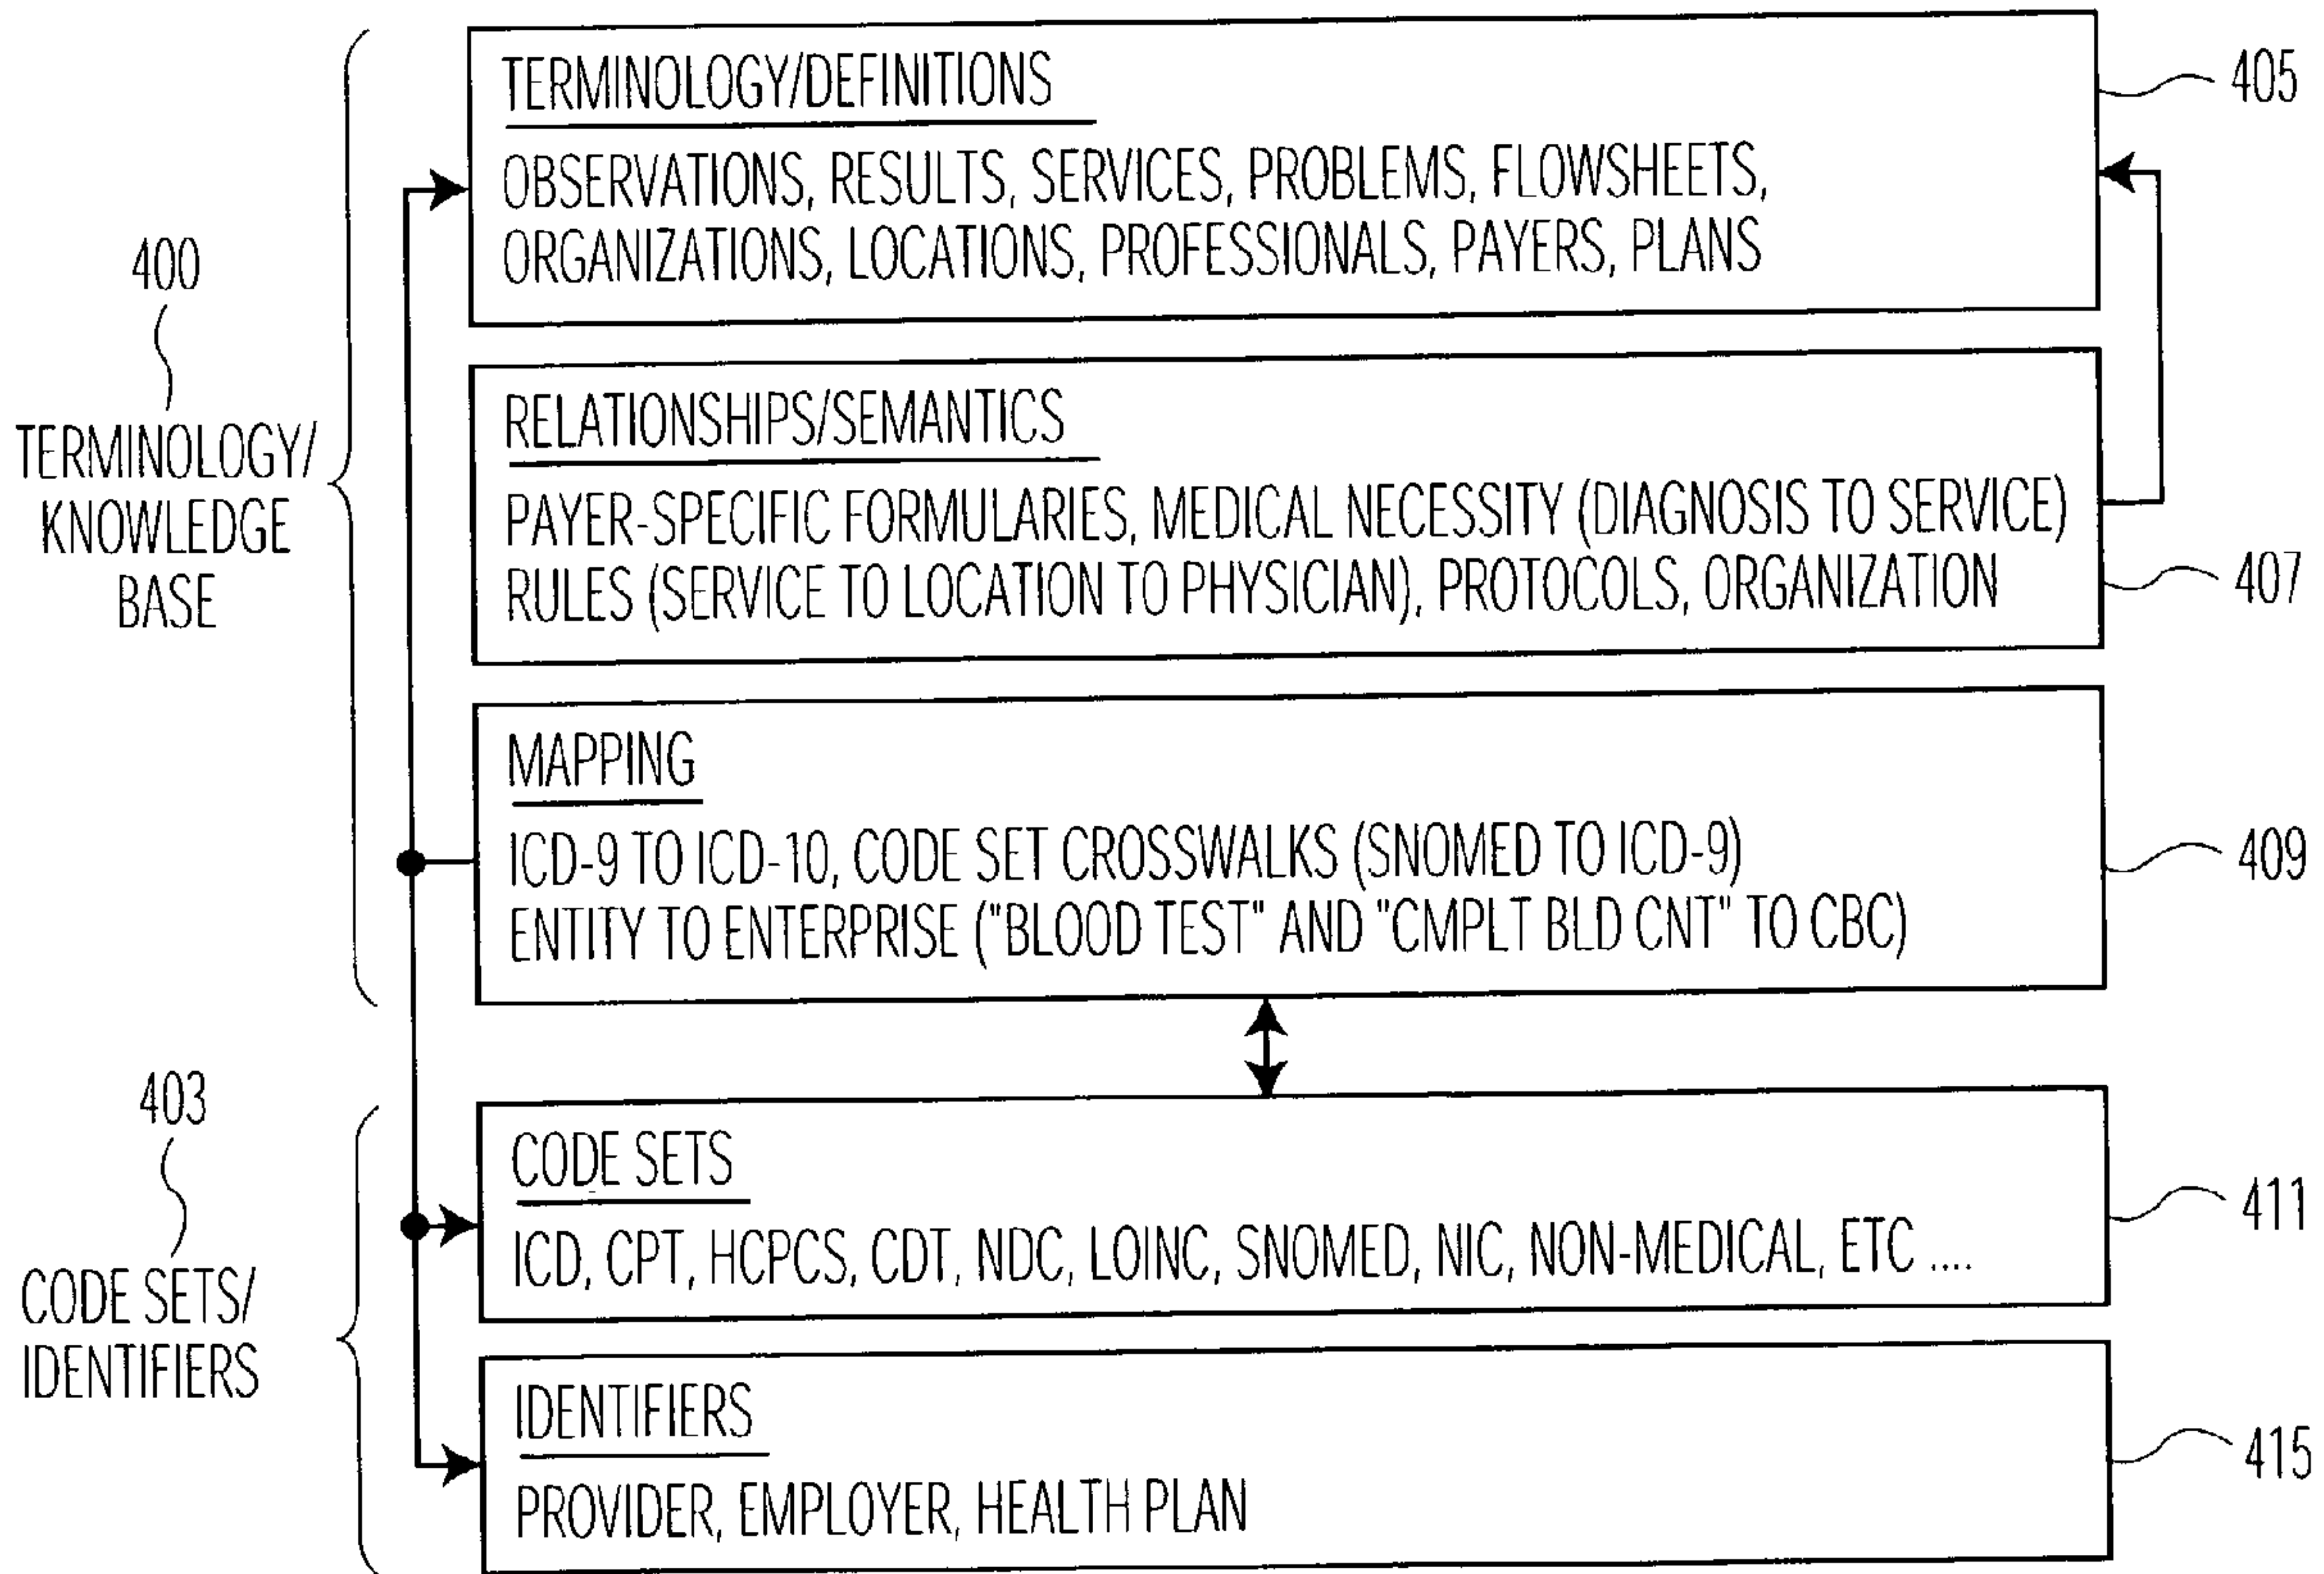 TERMINOLOGY/DEFINITIONS
OBSERVATIONS, RESULTS, SERVICES, PROBLEMS, FLOWSHEETS,
ORGANIZATIONS, LOCATIONS, PROFESSIONALS, PAYERS, PLANS
405
400
TERMINOLOGY/
KNOWLEDGE
BASE
RELATIONSHIPS/SEMANTICS
PAYER-SPECIFIC FORMULARIES, MEDICAL NECESSITY (DIAGNOSIS TO SERVICE)
RULES (SERVICE TO LOCATION TO PHYSICIAN), PROTOCOLS, ORGANIZATION
407
MAPPING
ICD-9 TO ICD-10, CODE SET CROSSWALKS (SNOMED TO ICD-9)
ENTITY TO ENTERPRISE ("BLOOD TEST" AND "CMPLT BLD CNT" TO CBC)
409
403
CODE SETS/
IDENTIFIERS
CODE SETS
ICD, CPT, HCPCS, CDT, NDC, LOINC, SNOMED, NIC, NON-MEDICAL, ETC ....
411
IDENTIFIERS
PROVIDER, EMPLOYER, HEALTH PLAN
415